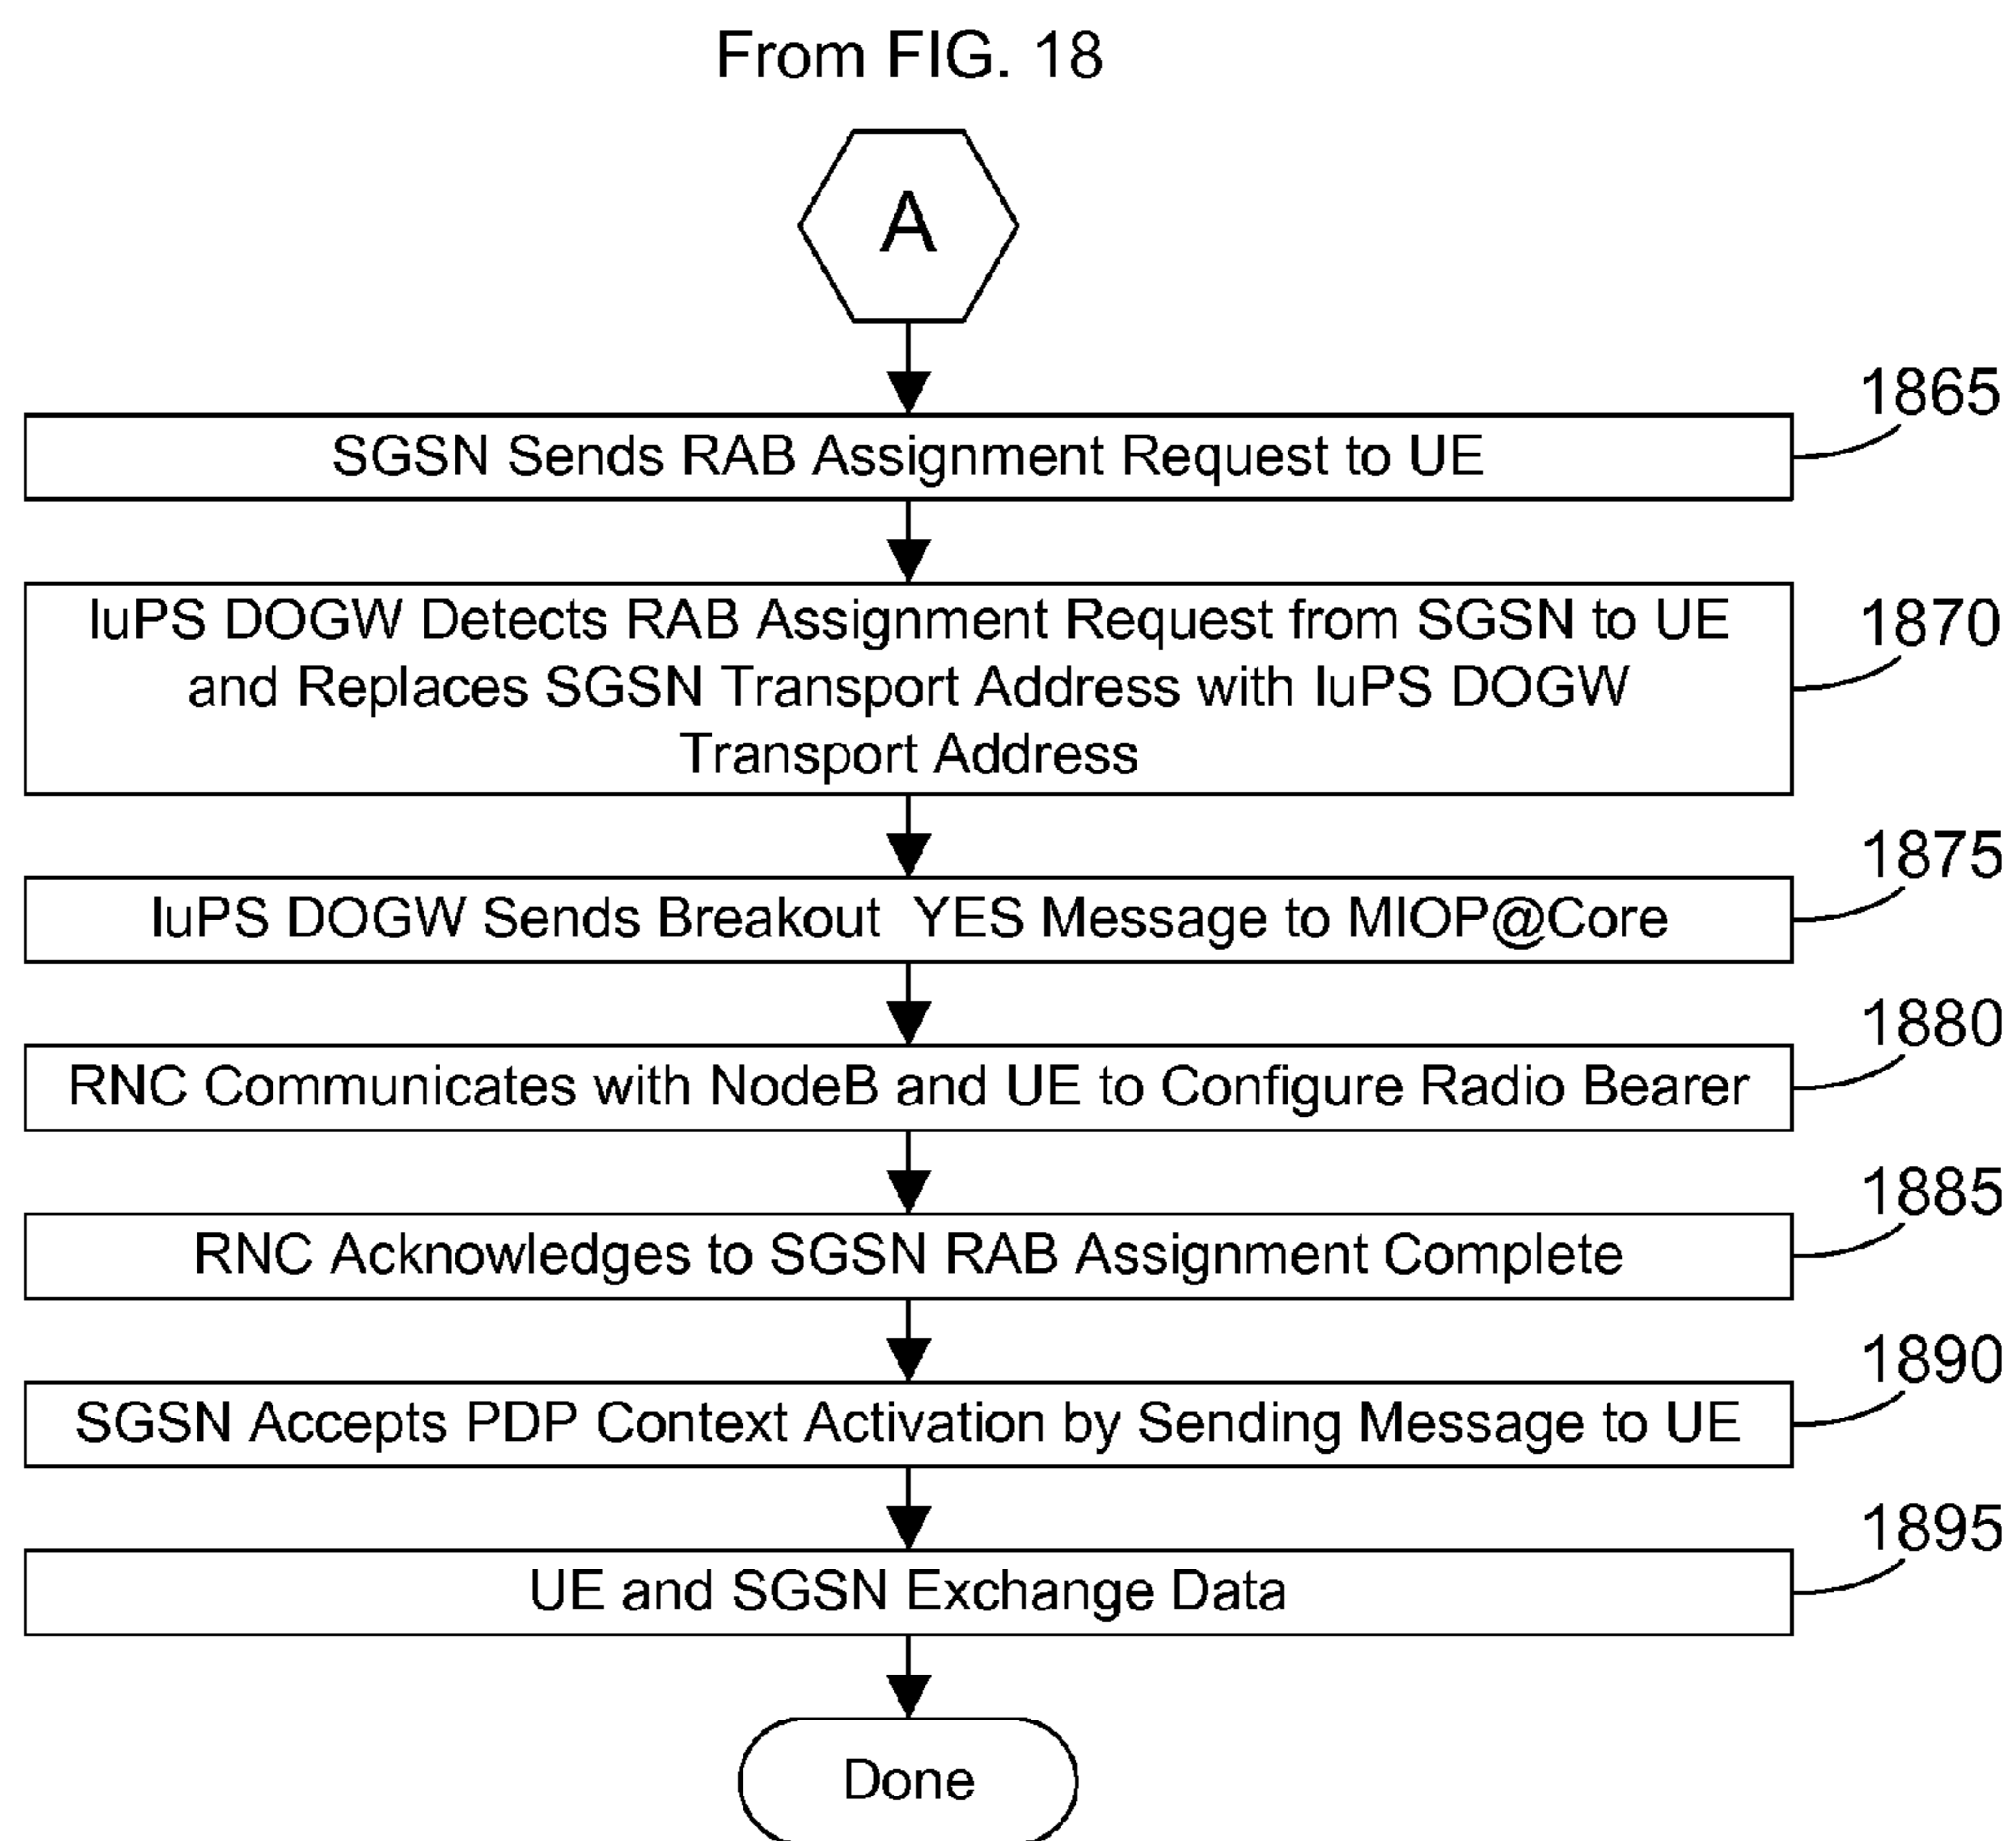 From FIG. 18
A
1865
SGSN Sends RAB Assignment Request to UE
IuPS DOGW Detects RAB Assignment Request from SGSN to UE
1870
and Replaces SGSN Transport Address with IuPS DOGW
Transport Address
1875
IuPS DOGW Sends Breakout YES Message to MIOP@Core
1880
RNC Communicates with NodeB and UE to Configure Radio Bearer
1885
RNC Acknowledges to SGSN RAB Assignment Complete
1890
SGSN Accepts PDP Context Activation by Sending Message to UE
1895
UE and SGSN Exchange Data
Done